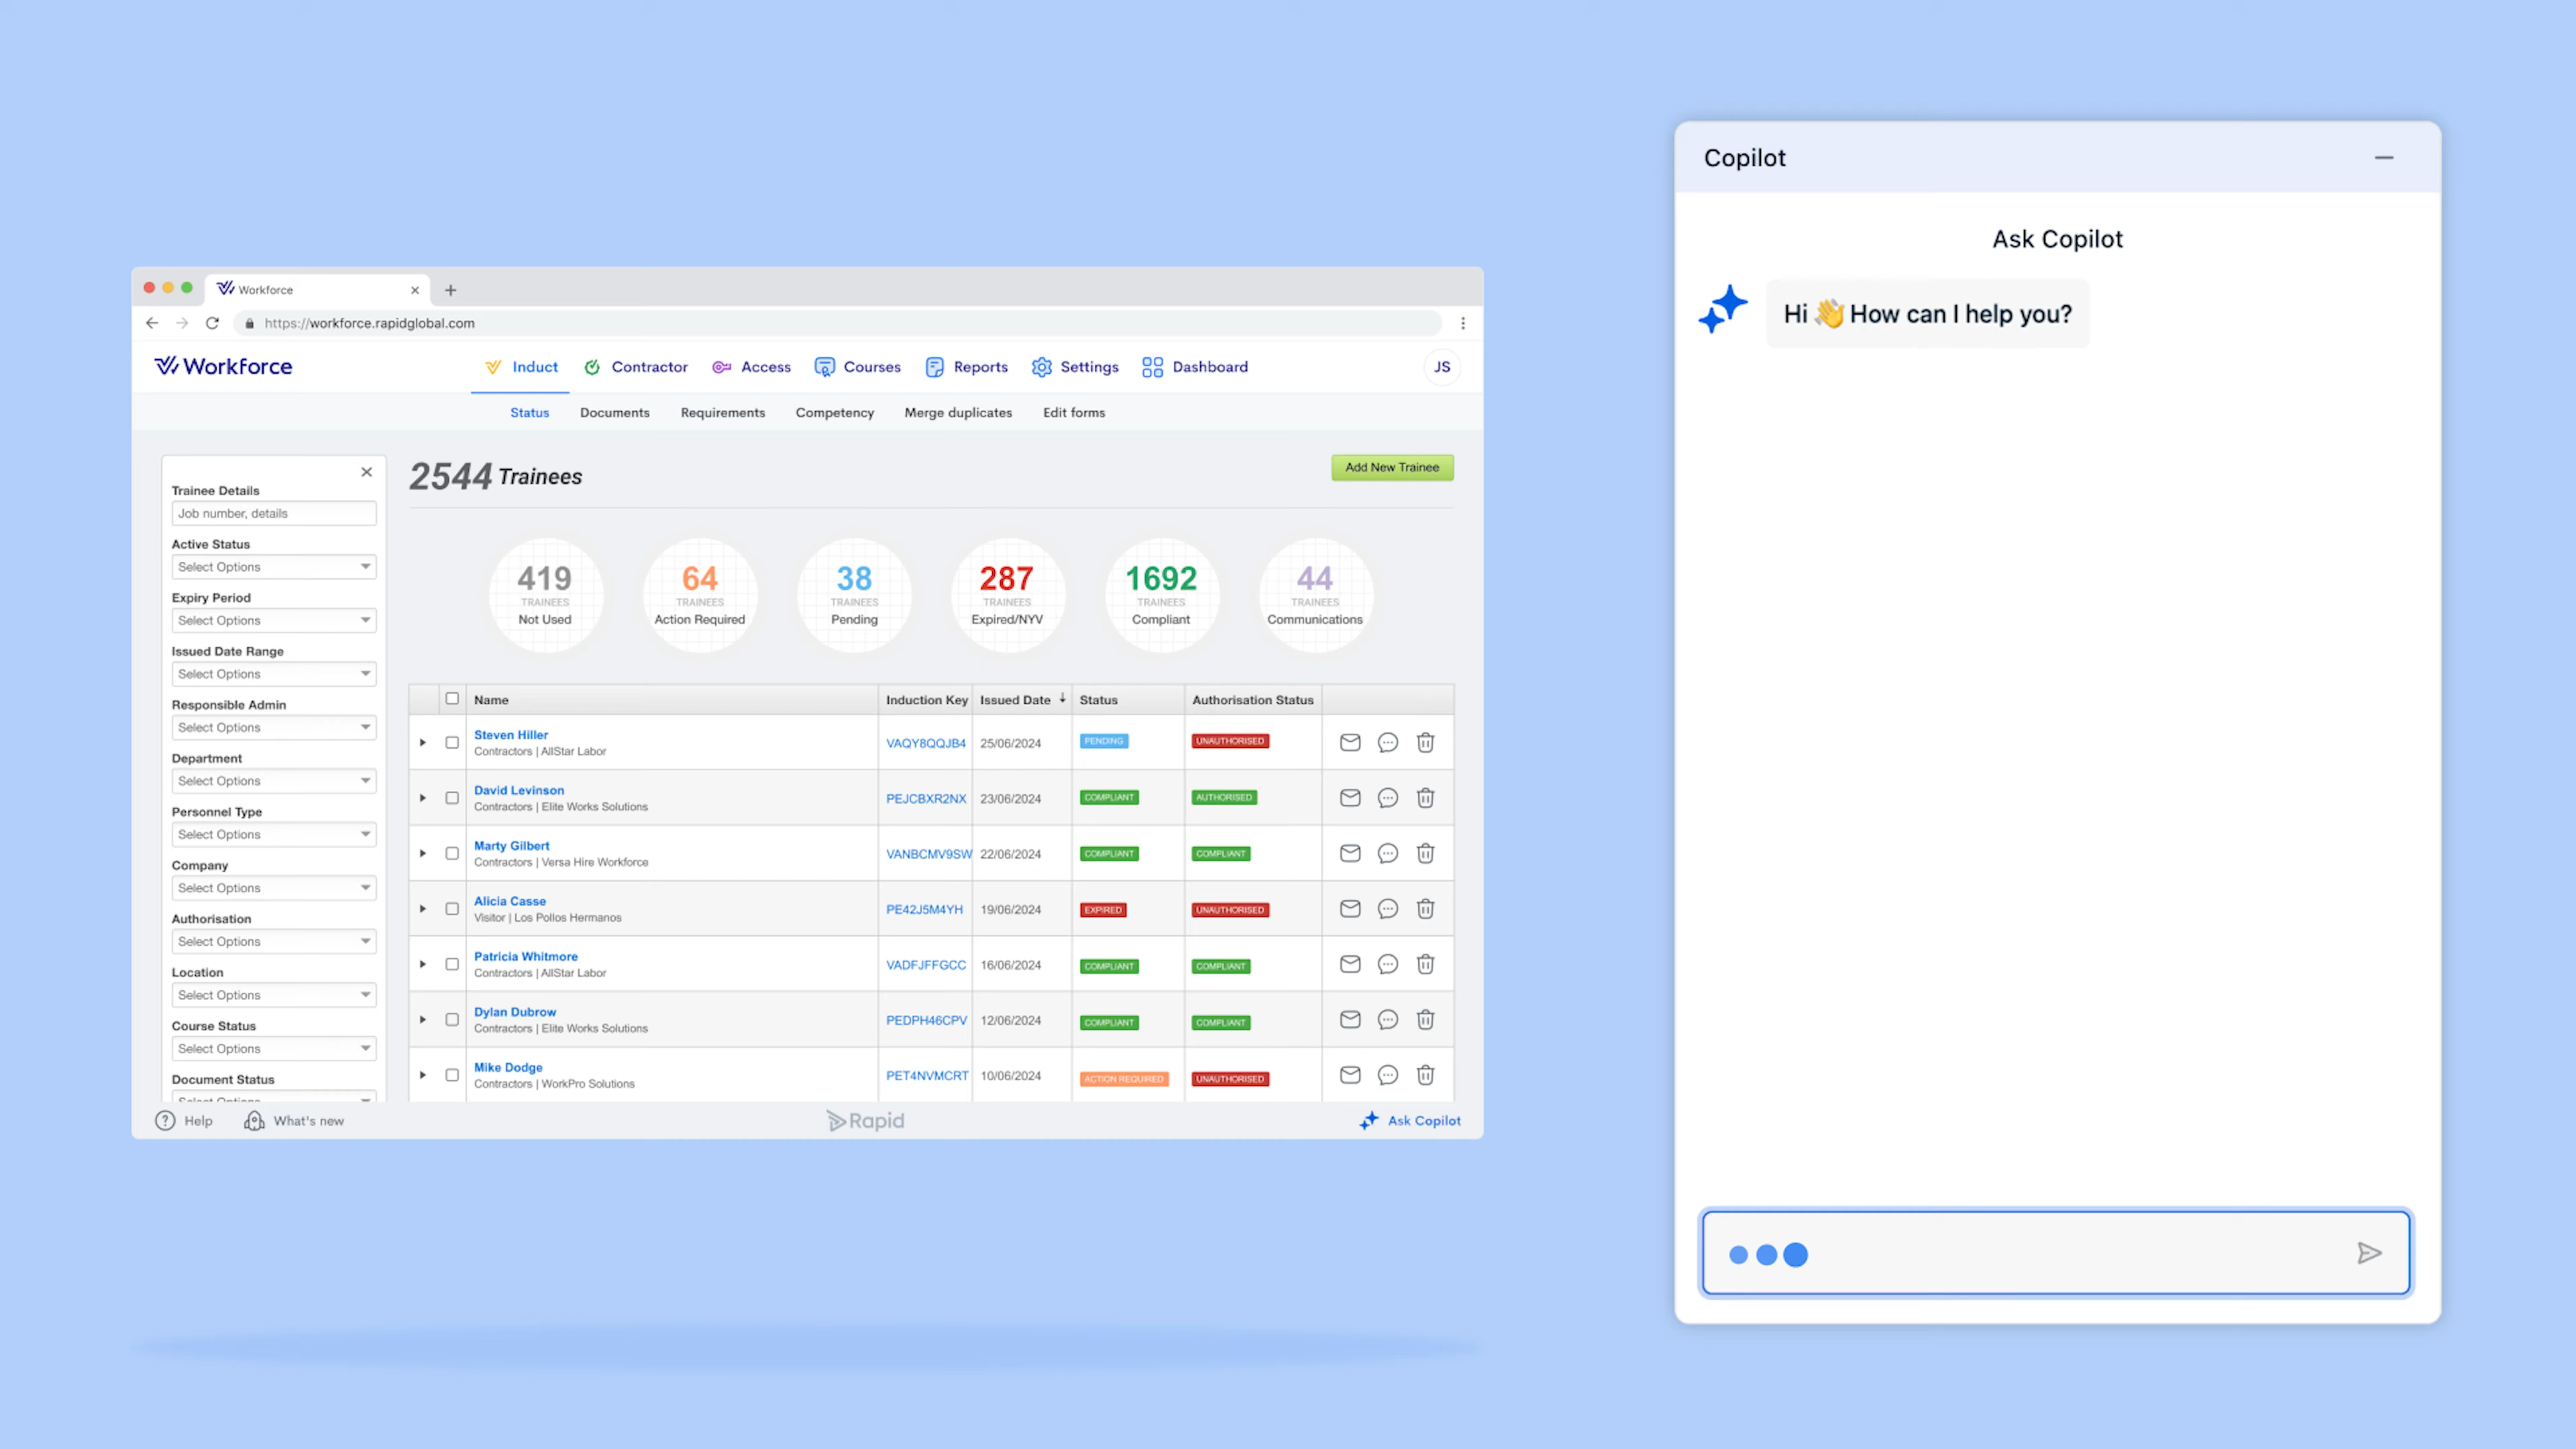 Workforce
https://workforce.rapidglobal.com
Workforce
Induct
Contractor
Access
Courses
Reports
Settings
Dashboard
JS
Status
Documents
Requirements
Competency
Merge duplicates
Edit forms
Trainee Details
Job number, details
Active Status
Select Options
Expiry Period
Select Options
Issued Date Range
Select Options
Responsible Admin
Select Options
Department
Select Options
Personnel Type
Select Options
Company
Select Options
Authorisation
Select Options
Location
Select Options
Course Status
Select Options
Document Status
Select Options
2544 Trainees
Add New Trainee
419
TRAINEES
Not Used
64
TRAINEES
Action Required
38
TRAINEES
Pending
287
TRAINEES
Expired/NYV
1692
TRAINEES
Compliant
44
TRAINEES
Communications
Name Induction Key Issued Date Status Authorisation Status
Steven Hiller
Contractors | AllStar Labor
VAQY8QQJB4 25/06/2024 PENDING UNAUTHORISED
David Levinson
Contractors | Elite Works Solutions
PEJCBXR2NX 23/06/2024 COMPLIANT AUTHORISED
Marty Gilbert
Contractors | Versa Hire Workforce
VANBCMV9SW 22/06/2024 COMPLIANT COMPLIANT
Alicia Casse
Visitor | Los Pollos Hermanos
PE42J5M4YH 19/06/2024 EXPIRED UNAUTHORISED
Patricia Whitmore
Contractors | AllStar Labor
VADFJFFGCC 16/06/2024 COMPLIANT COMPLIANT
Dylan Dubrow
Contractors | Elite Works Solutions
PEDPH46CPV 12/06/2024 COMPLIANT COMPLIANT
Mike Dodge
Contractors | WorkPro Solutions
PET4NVMCRT 10/06/2024 ACTION REQUIRED UNAUTHORISED
Help
What's new
Rapid
Ask Copilot
Copilot
Ask Copilot
Hi 👋 How can I help you?